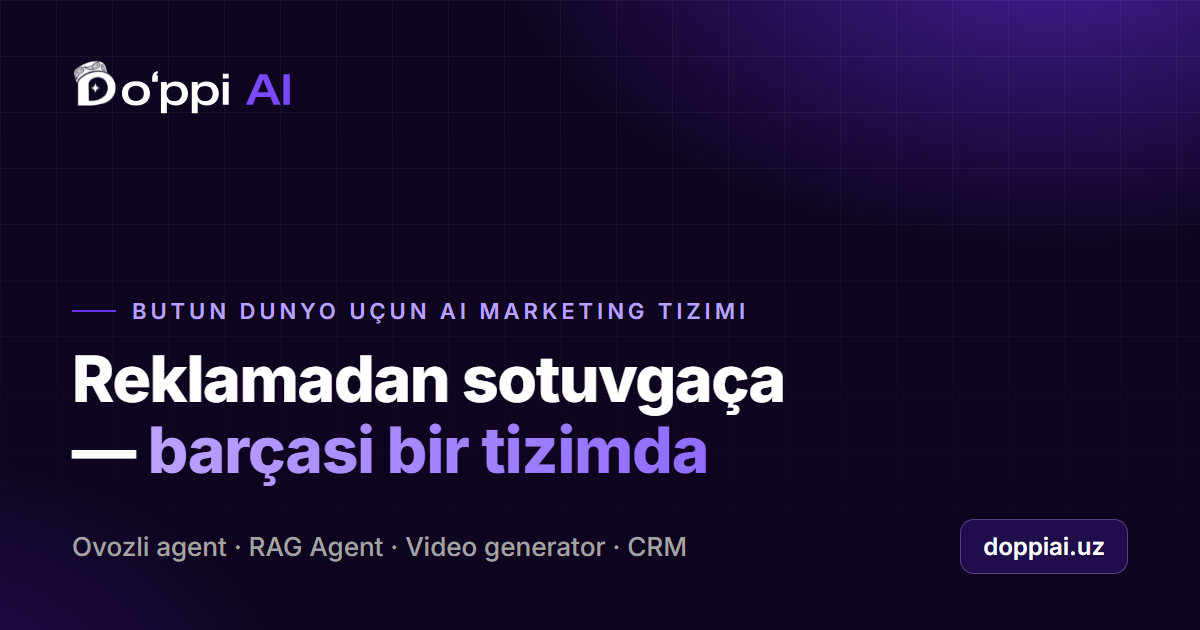 Do‘ppi AI
BUTUN DUNYO UÇUN AI MARKETING TIZIMI
Reklamadan sotuvgaça
— barçasi bir tizimda
Ovozli agent · RAG Agent · Video generator · CRM
doppiai.uz